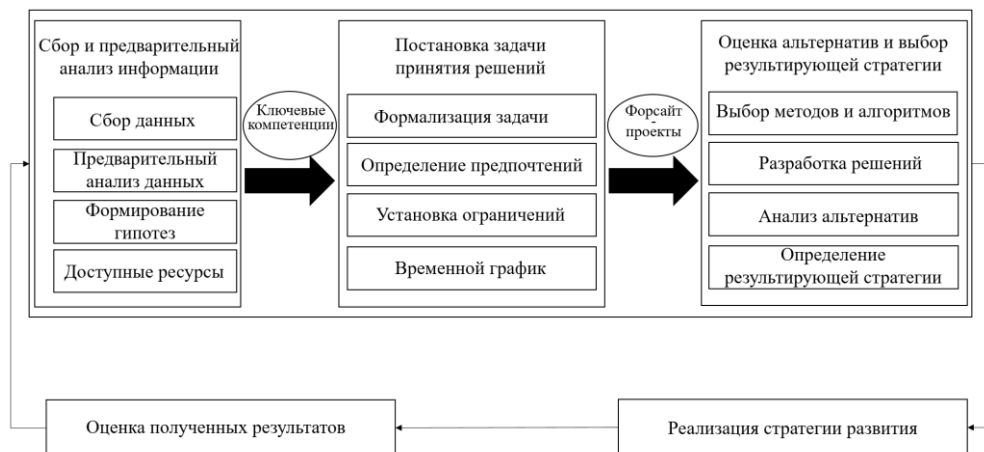 Сбор и предварительный
анализ информации
Сбор данных
Предварительный
анализ данных
Формирование
гипотез
Доступные ресурсы
Ключевые
компетенции
Постановка задачи
принятия решений
Формализация задачи
Определение предпочтений
Установка ограничений
Временной график
Форсайт
-
проекты
Оценка альтернатив и выбор
результирующей стратегии
Выбор методов и алгоритмов
Разработка решений
Анализ альтернатив
Определение
результирующей стратегии
Оценка полученных результатов
Реализация стратегии развития